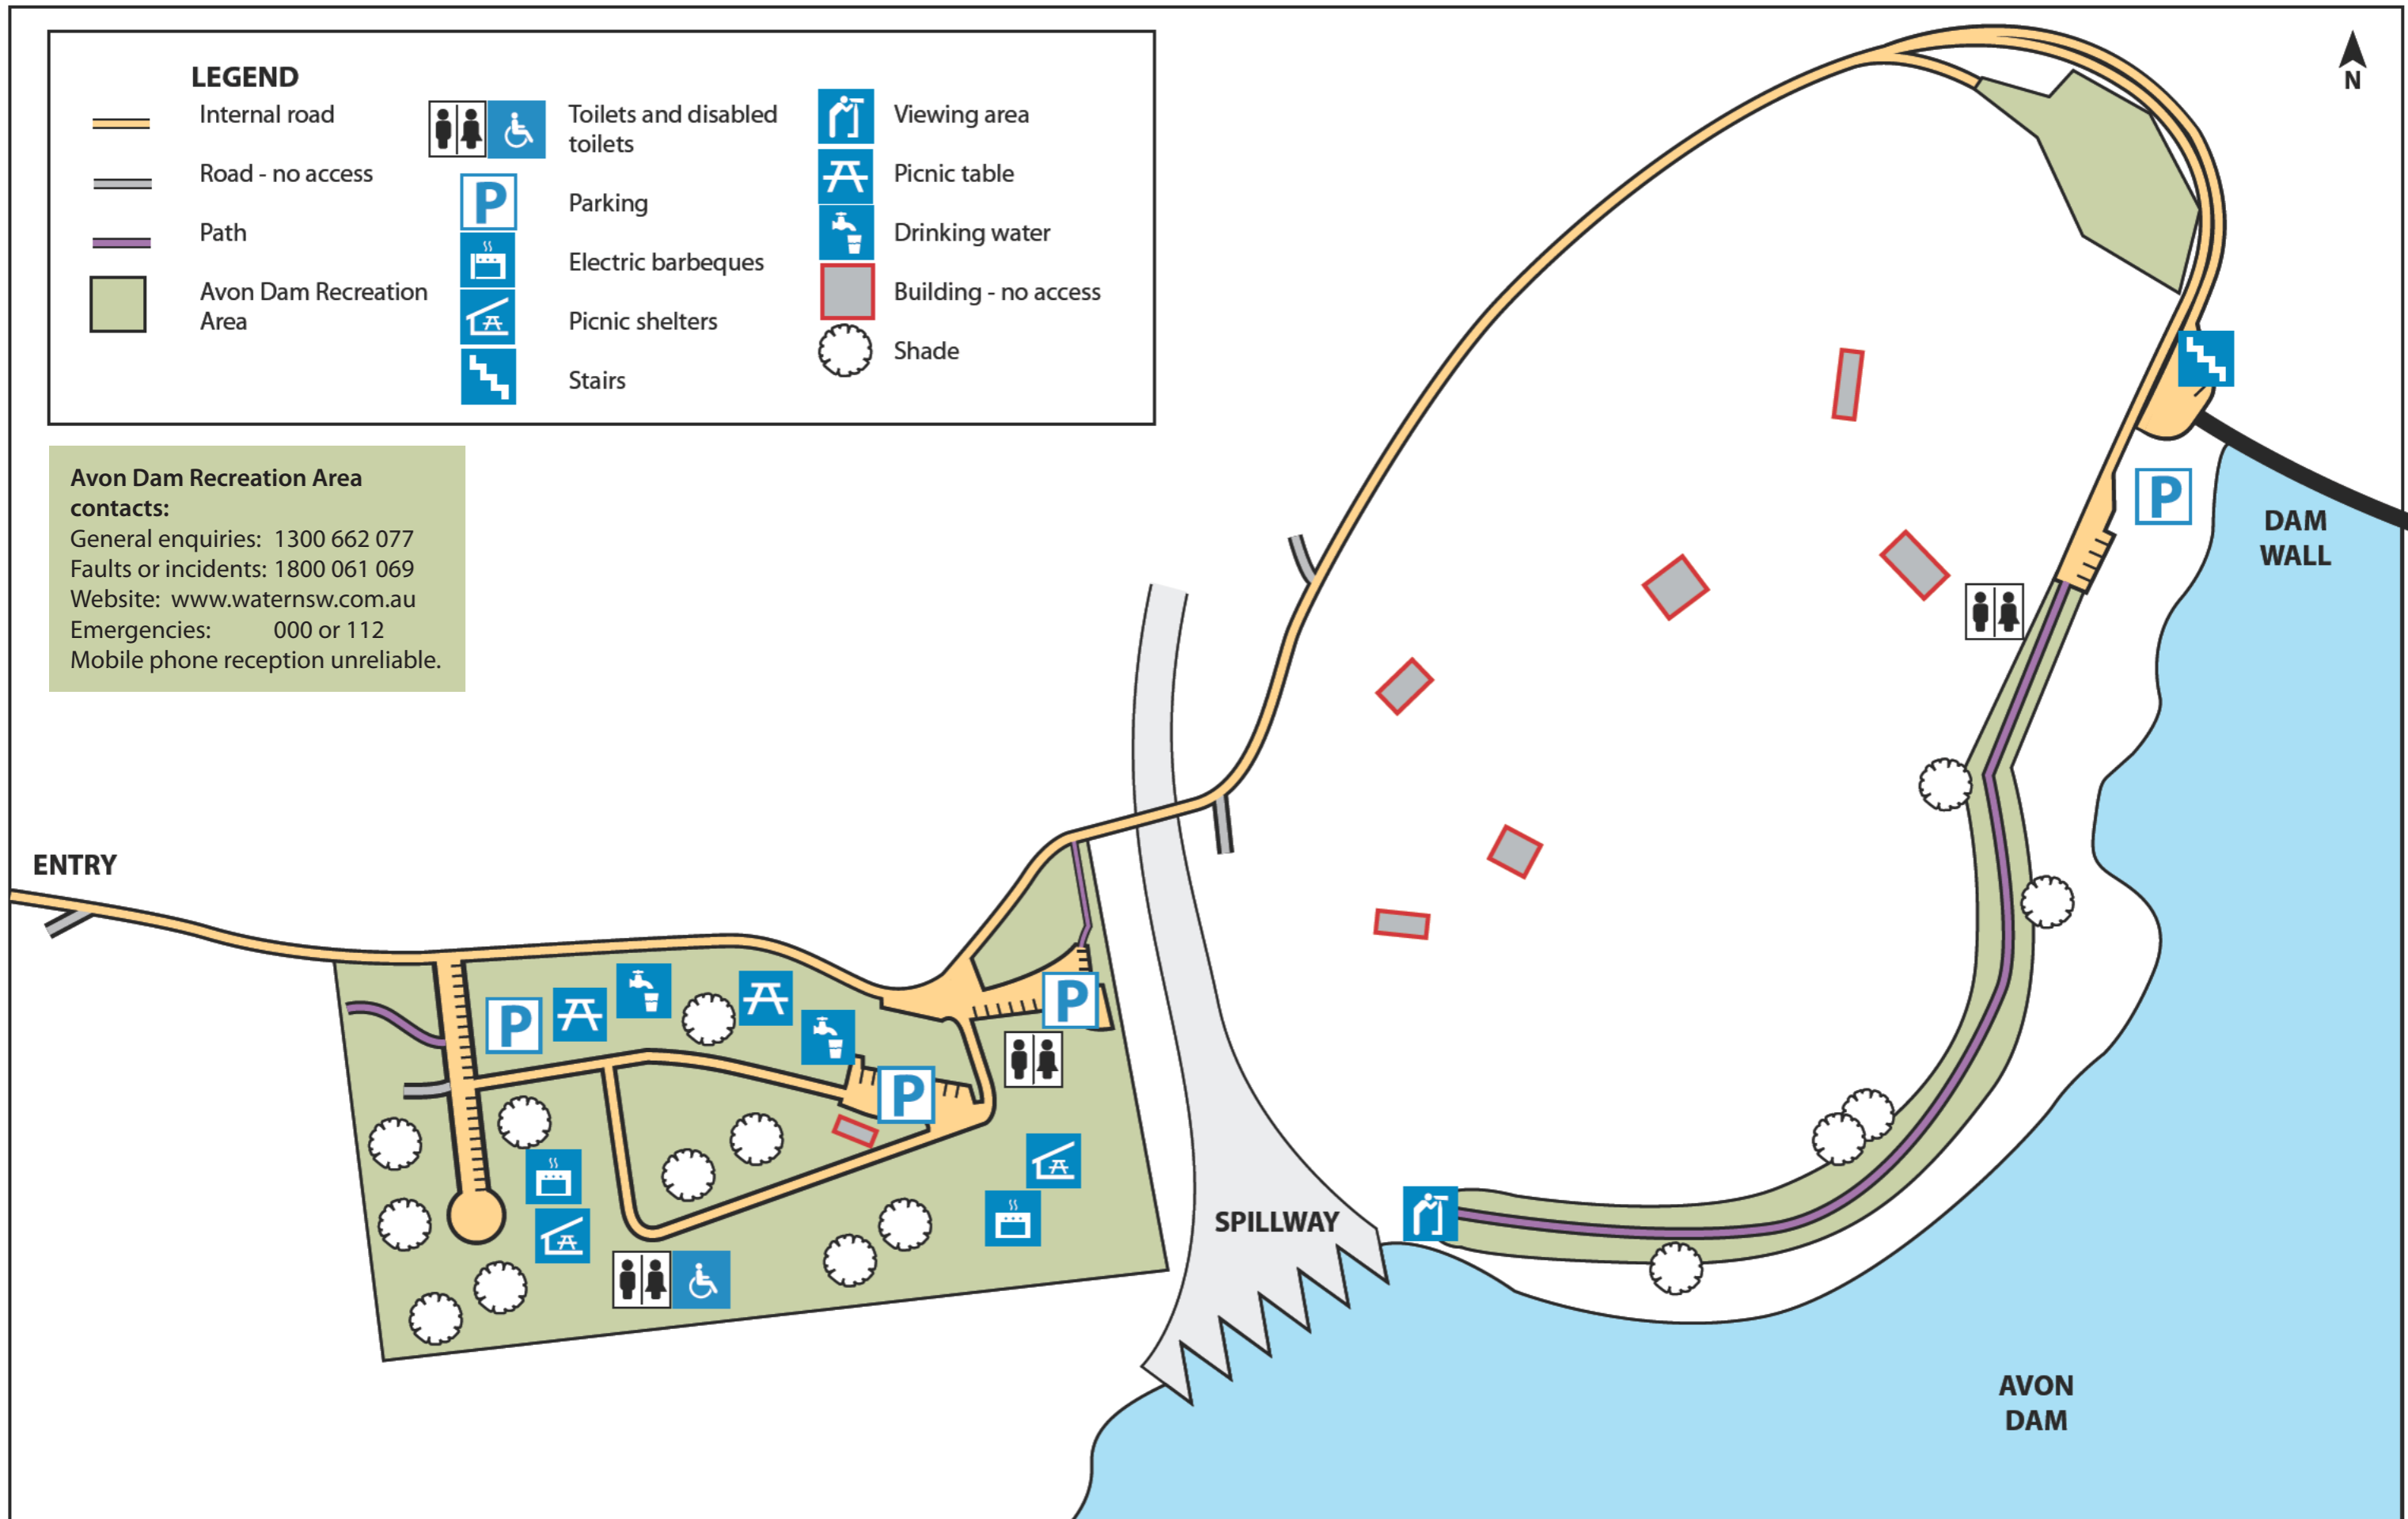 LEGEND
Internal road
Road - no access
Path
Avon Dam Recreation
Area
Toilets and disabled
toilets
P
Parking
Electric barbeques
Picnic shelters
Stairs
Viewing area
Picnic table
Drinking water
Building - no access
Shade
N
Avon Dam Recreation Area
contacts:
General enquiries: 1300 662 077
Faults or incidents: 1800 061 069
Website: www.waternsw.com.au
Emergencies: 000 or 112
Mobile phone reception unreliable.
P
DAM
WALL
ENTRY
P
P
P
SPILLWAY
AVON
DAM